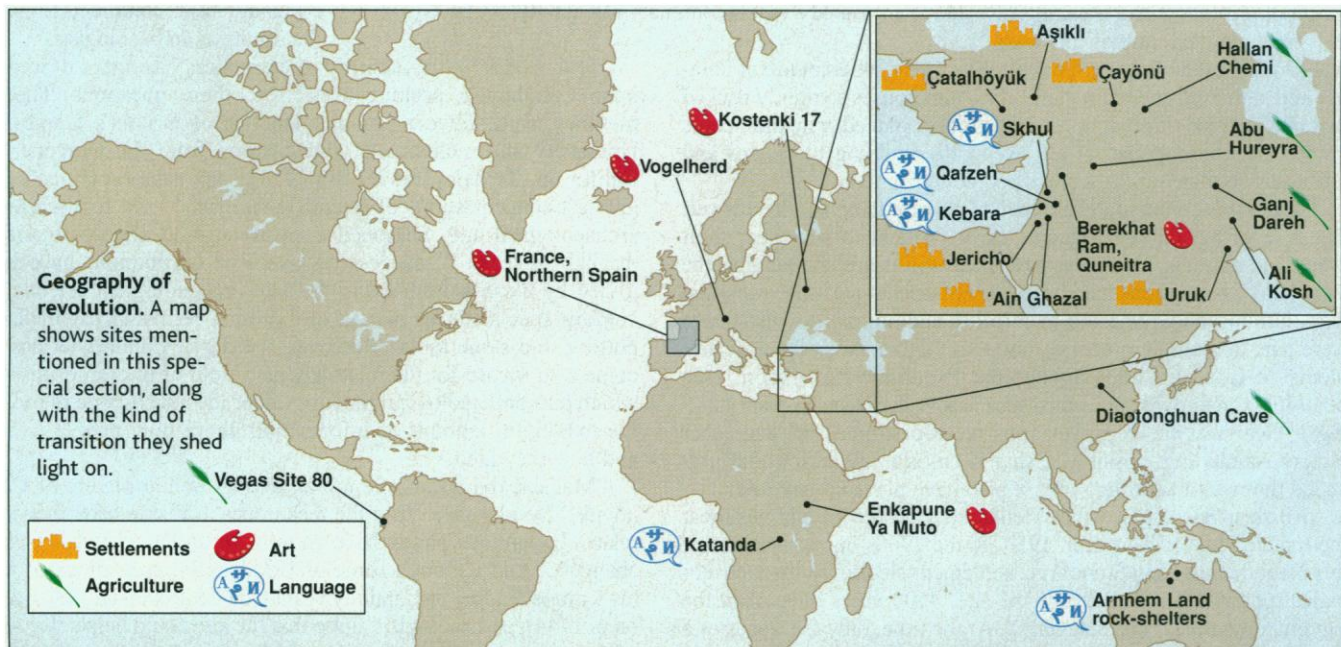 Geography of
revolution. A map
shows sites men-
tioned in this spe-
cial section, along
with the kind of
transition they shed
light on.
Kostenki 17
Vogelherd
France,
Northern Spain
Vegas Site 80
Settlements
Art
Agriculture
Language
Katanda
Enkapune
Ya Muto
Diaotonghuan Cave
Arnhem Land
rock-shelters
Aşıklı
Çatalhöyük
Çayönü
Hallan
Chemi
Skhul
Abu
Hureyra
Qafzeh
Kebara
Ganj
Dareh
Berekhat
Ram,
Quneitra
Jericho
'Ain Ghazal
Uruk
Ali
Kosh